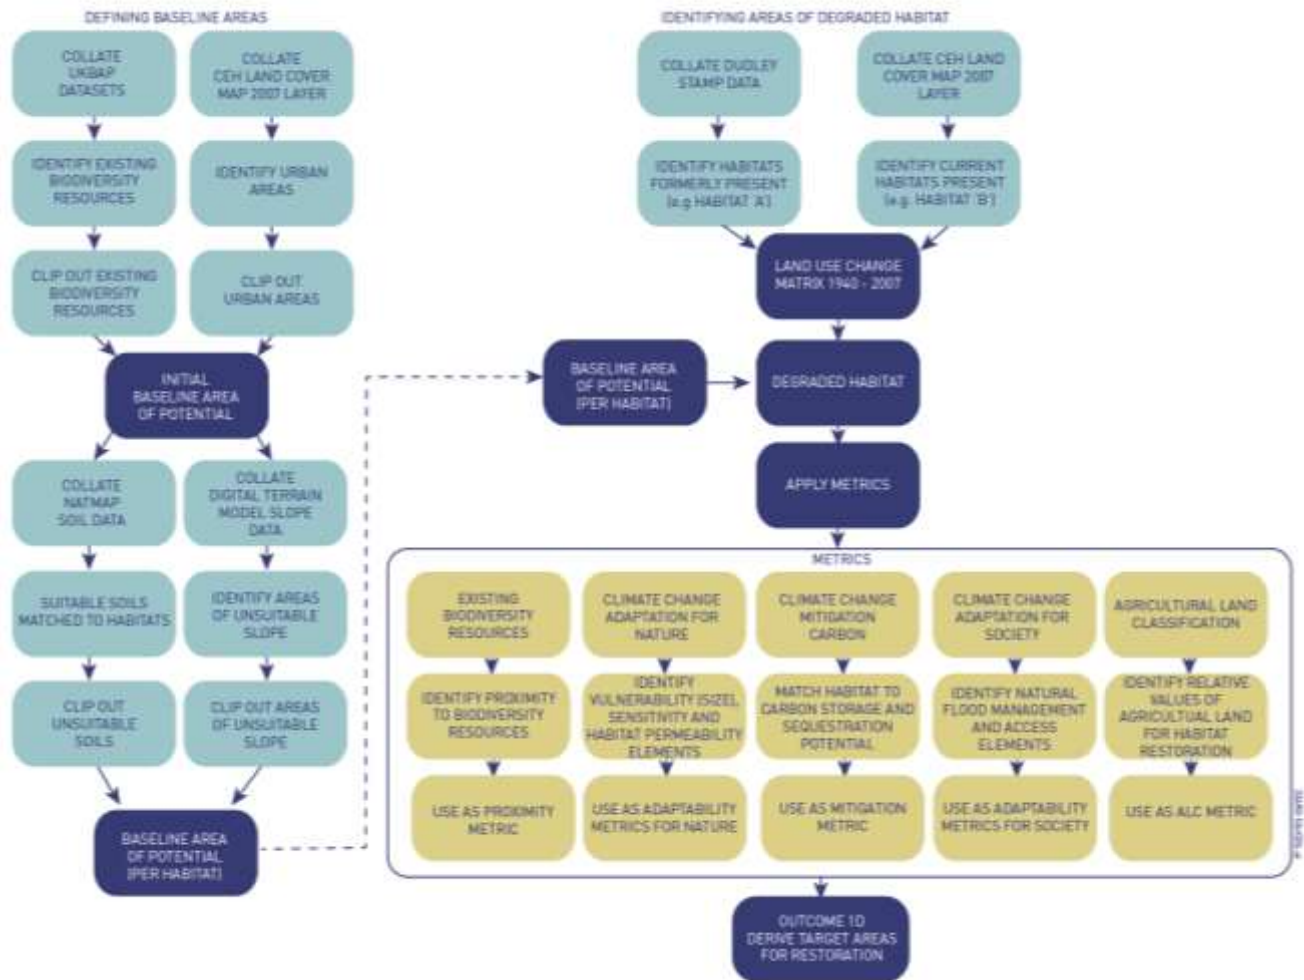 DEFINING BASELINE AREAS
COLLATE
UKBAP
DATASETS
COLLATE
CEH LAND COVER
MAP 2007 LAYER
IDENTIFY EXISTING
BIODIVERSITY
RESOURCES
IDENTIFY URBAN
AREAS
CLIP OUT EXISTING
BIODIVERSITY
RESOURCES
CLIP OUT
URBAN AREAS
INITIAL
BASELINE AREA
OF POTENTIAL
COLLATE
NATMAP
SOIL DATA
COLLATE
DIGITAL TERRAIN
MODEL SLOPE
DATA
SUITABLE SOILS
MATCHED TO HABITATS
IDENTIFY AREAS
OF UNSUITABLE
SLOPE
CLIP OUT
UNSUITABLE
SOILS
CLIP OUT AREAS
OF UNSUITABLE
SLOPE
BASELINE AREA
OF POTENTIAL
(PER HABITAT)
IDENTIFYING AREAS OF DEGRADED HABITAT
COLLATE DUDLEY
STAMP DATA
COLLATE CEH LAND
COVER MAP 2007
LAYER
IDENTIFY HABITATS
FORMERLY PRESENT
(e.g HABITAT 'A')
IDENTIFY CURRENT
HABITATS PRESENT
(e.g. HABITAT 'B')
LAND USE CHANGE
MATRIX 1940 - 2007
BASELINE AREA
OF POTENTIAL
(PER HABITAT)
DEGRADED HABITAT
APPLY METRICS
METRICS
EXISTING
BIODIVERSITY
RESOURCES
CLIMATE CHANGE
ADAPTATION FOR
NATURE
CLIMATE CHANGE
MITIGATION
CARBON
CLIMATE CHANGE
ADAPTATION FOR
SOCIETY
AGRICULTURAL LAND
CLASSIFICATION
IDENTIFY PROXIMITY
TO BIODIVERSITY
RESOURCES
IDENTIFY
VULNERABILITY (SIZE),
SENSITIVITY AND
HABITAT PERMEABILITY
ELEMENTS
MATCH HABITAT TO
CARBON STORAGE AND
SEQUESTRATION
POTENTIAL
IDENTIFY NATURAL
FLOOD MANAGEMENT
AND ACCESS
ELEMENTS
IDENTIFY RELATIVE
VALUES OF
AGRICULTUAL LAND
FOR HABITAT
RESTORATION
USE AS PROXIMITY
METRIC
USE AS ADAPTABILITY
METRICS FOR NATURE
USE AS MITIGATION
METRIC
USE AS ADAPTABILITY
METRICS FOR SOCIETY
USE AS ALC METRIC
OUTCOME 1D
DERIVE TARGET AREAS
FOR RESTORATION